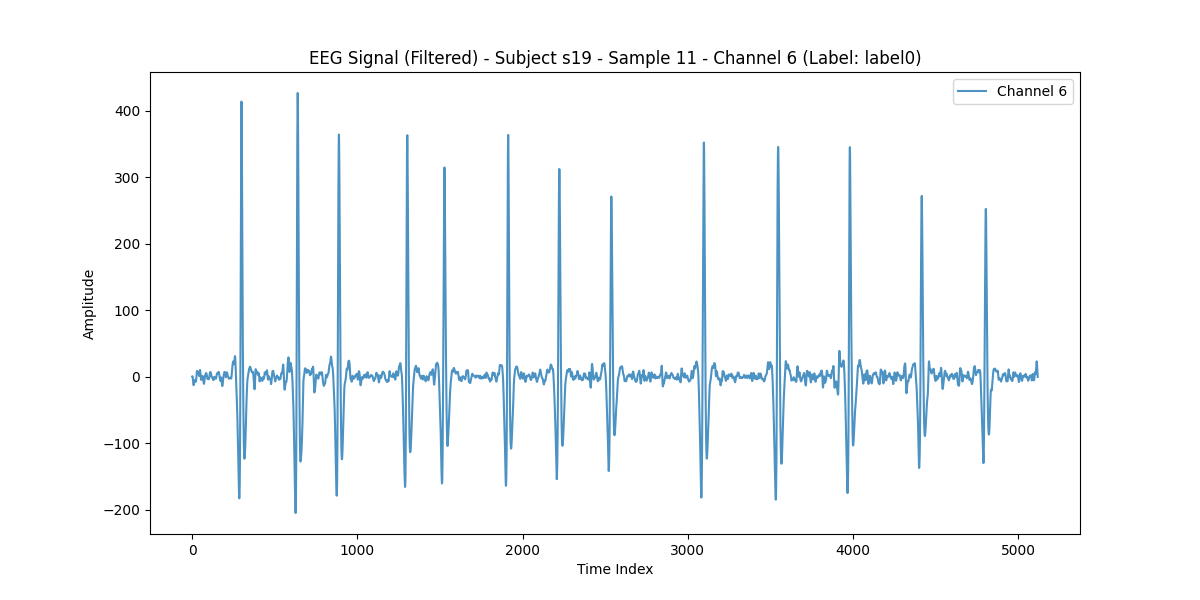 EEG Signal (Filtered) - Subject s19 - Sample 11 - Channel 6 (Label: label0)
Channel 6
400
300
200
100
0
−100
−200
Amplitude
0 1000 2000 3000 4000 5000
Time Index